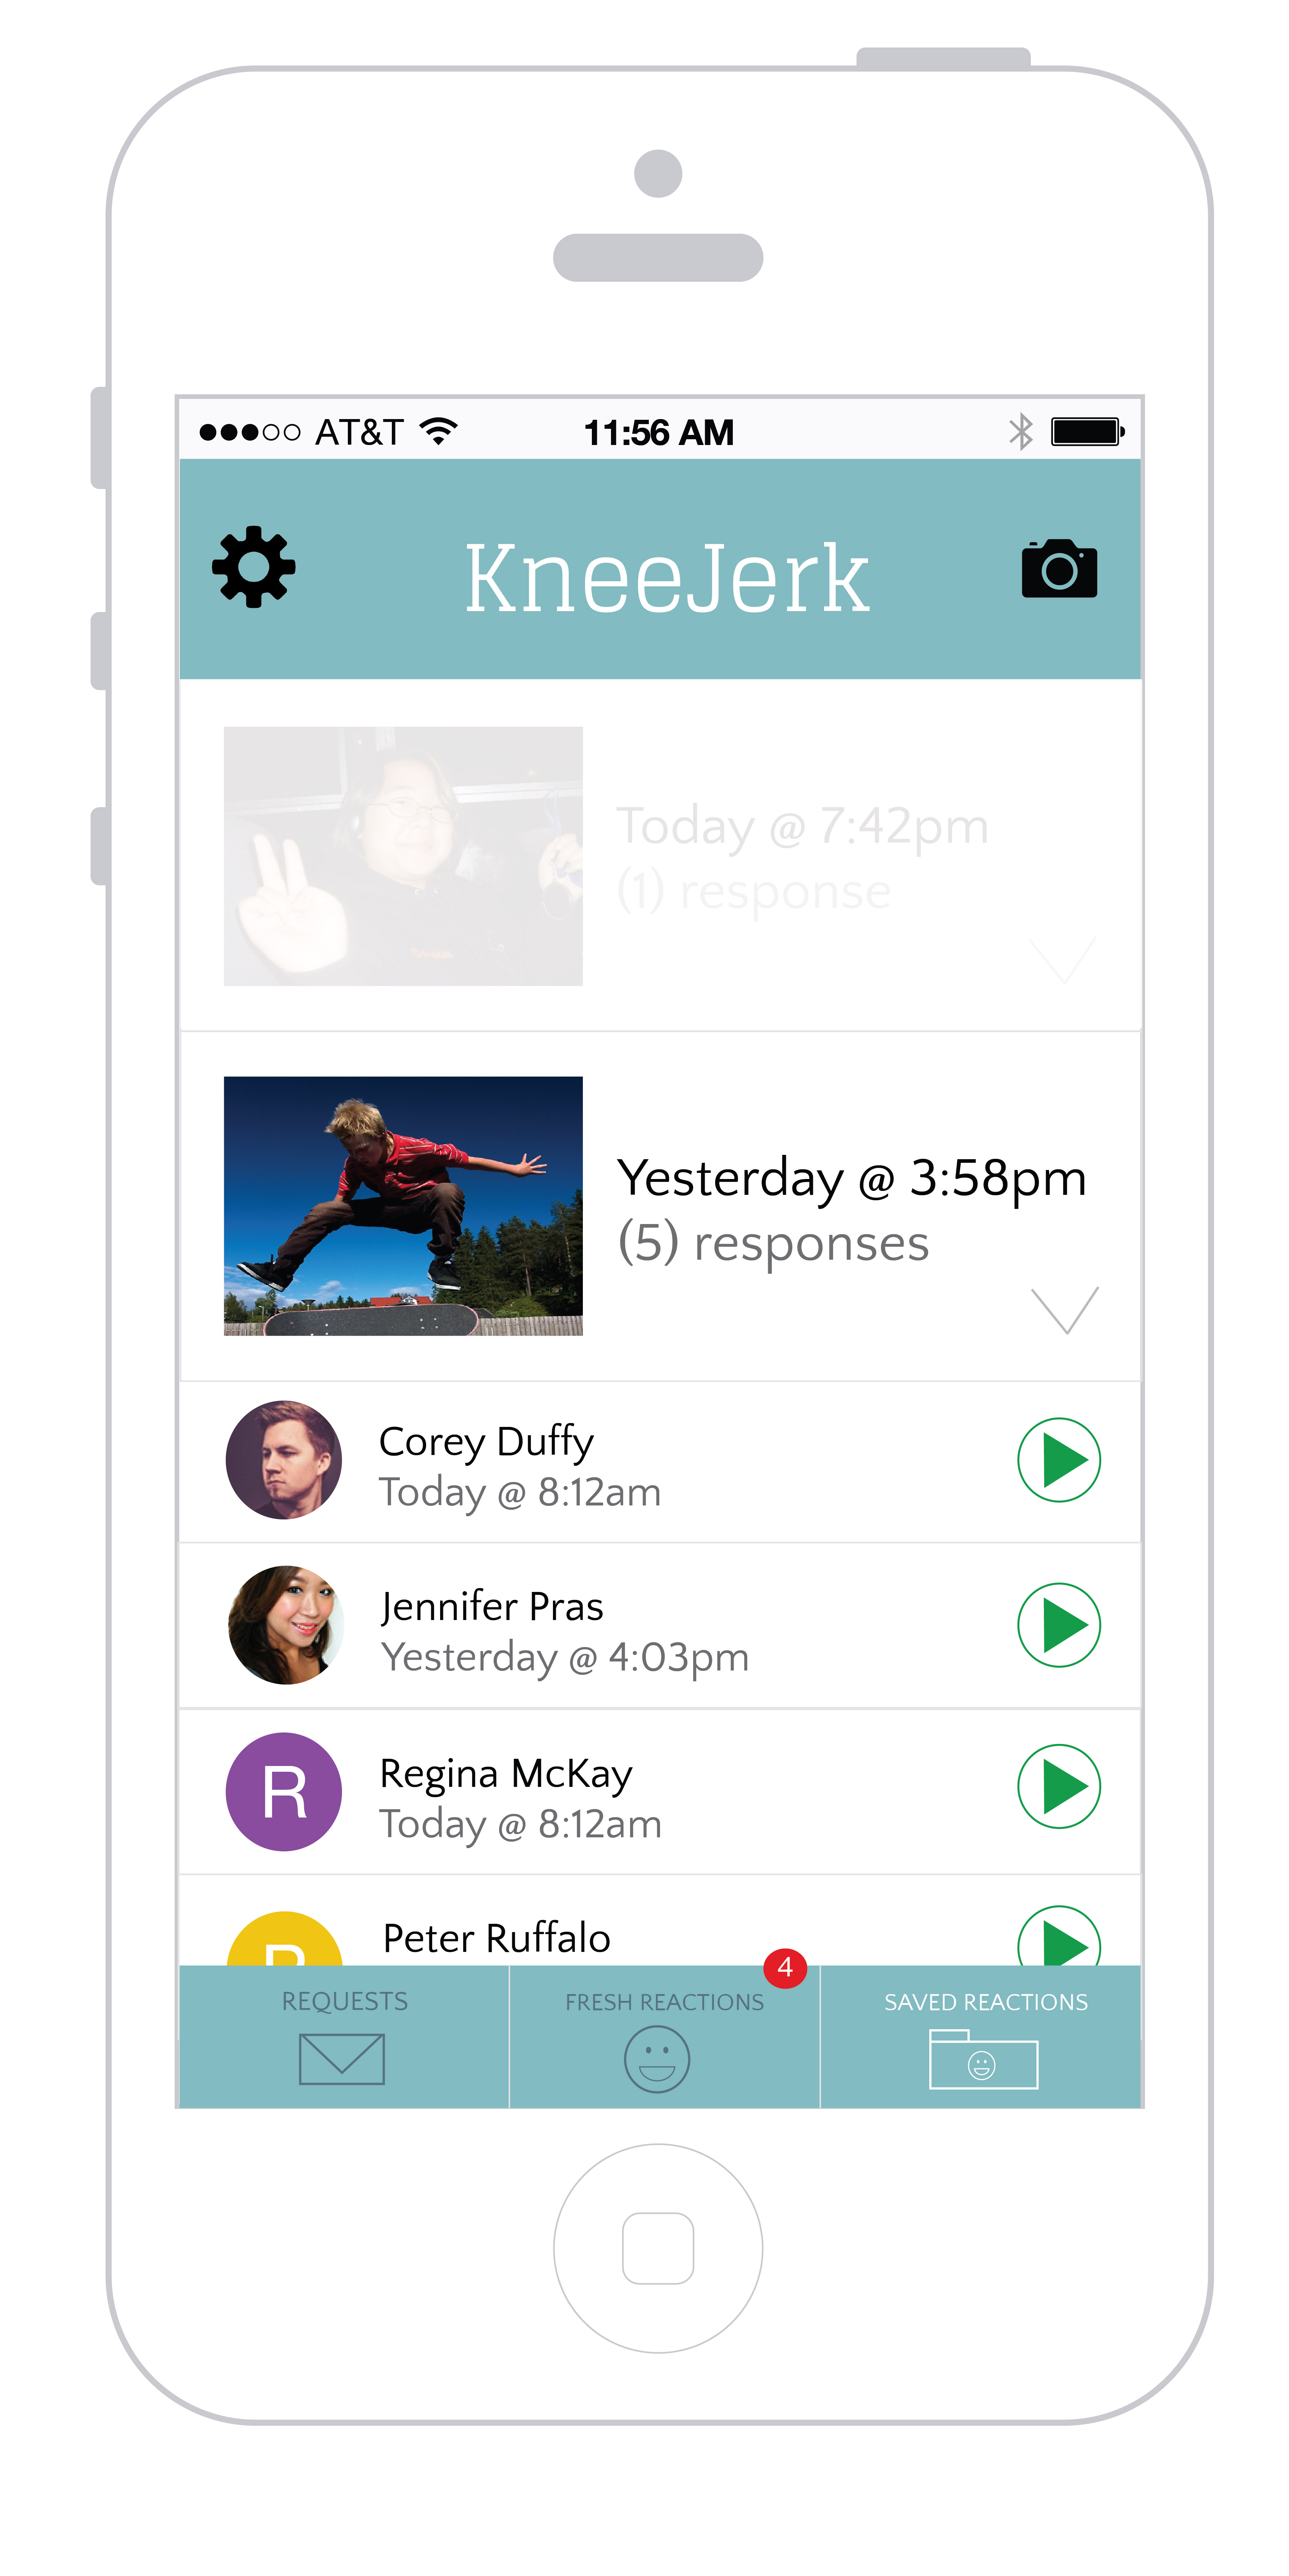 AT&T 11:56 AM
KneeJerk
Today @ 7:42pm
(1) response
Yesterday @ 3:58pm
(5) responses
Corey Duffy
Today @ 8:12am
Jennifer Pras
Yesterday @ 4:03pm
R
Regina McKay
Today @ 8:12am
P
Peter Ruffalo
4
REQUESTS
FRESH REACTIONS
SAVED REACTIONS